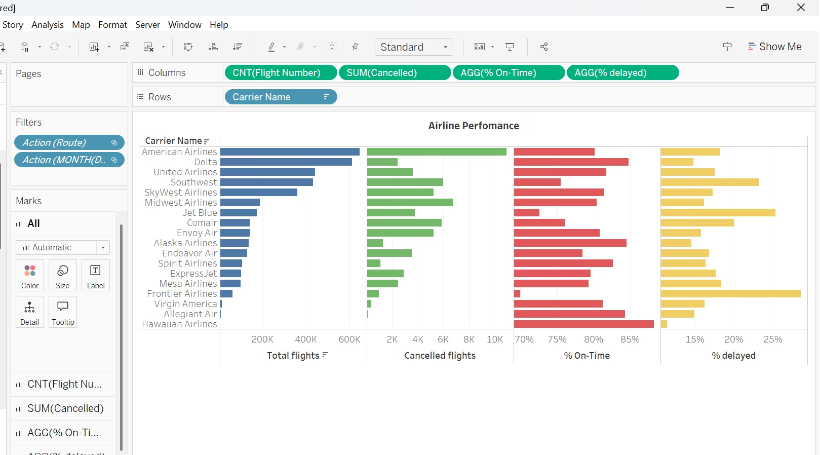 red]
Story Analysis Map Format Server Window Help
Standard
Show Me
Pages
Columns CNT(Flight Number) SUM(Cancelled) AGG(% On-Time) AGG(% delayed)
Rows Carrier Name
Filters
Action (Route)
Action (MONTH(D..
Marks
All
Automatic
Color Size Label
Detail Tooltip
CNT(Flight Nu...
SUM(Cancelled)
AGG(% On-Ti...
AGG(% delayed)
Airline Perfomance
Carrier Name
American Airlines
Delta
United Airlines
Southwest
SkyWest Airlines
Midwest Airlines
Jet Blue
Comair
Envoy Air
Alaska Airlines
Endeavor Air
Spirit Airlines
ExpressJet
Mesa Airlines
Frontier Airlines
Virgin America
Allegiant Air
Hawaiian Airlines
200K 400K 600K 2K 4K 6K 8K 10K 70% 75% 80% 85% 15% 20% 25%
Total flights Cancelled flights % On-Time % delayed